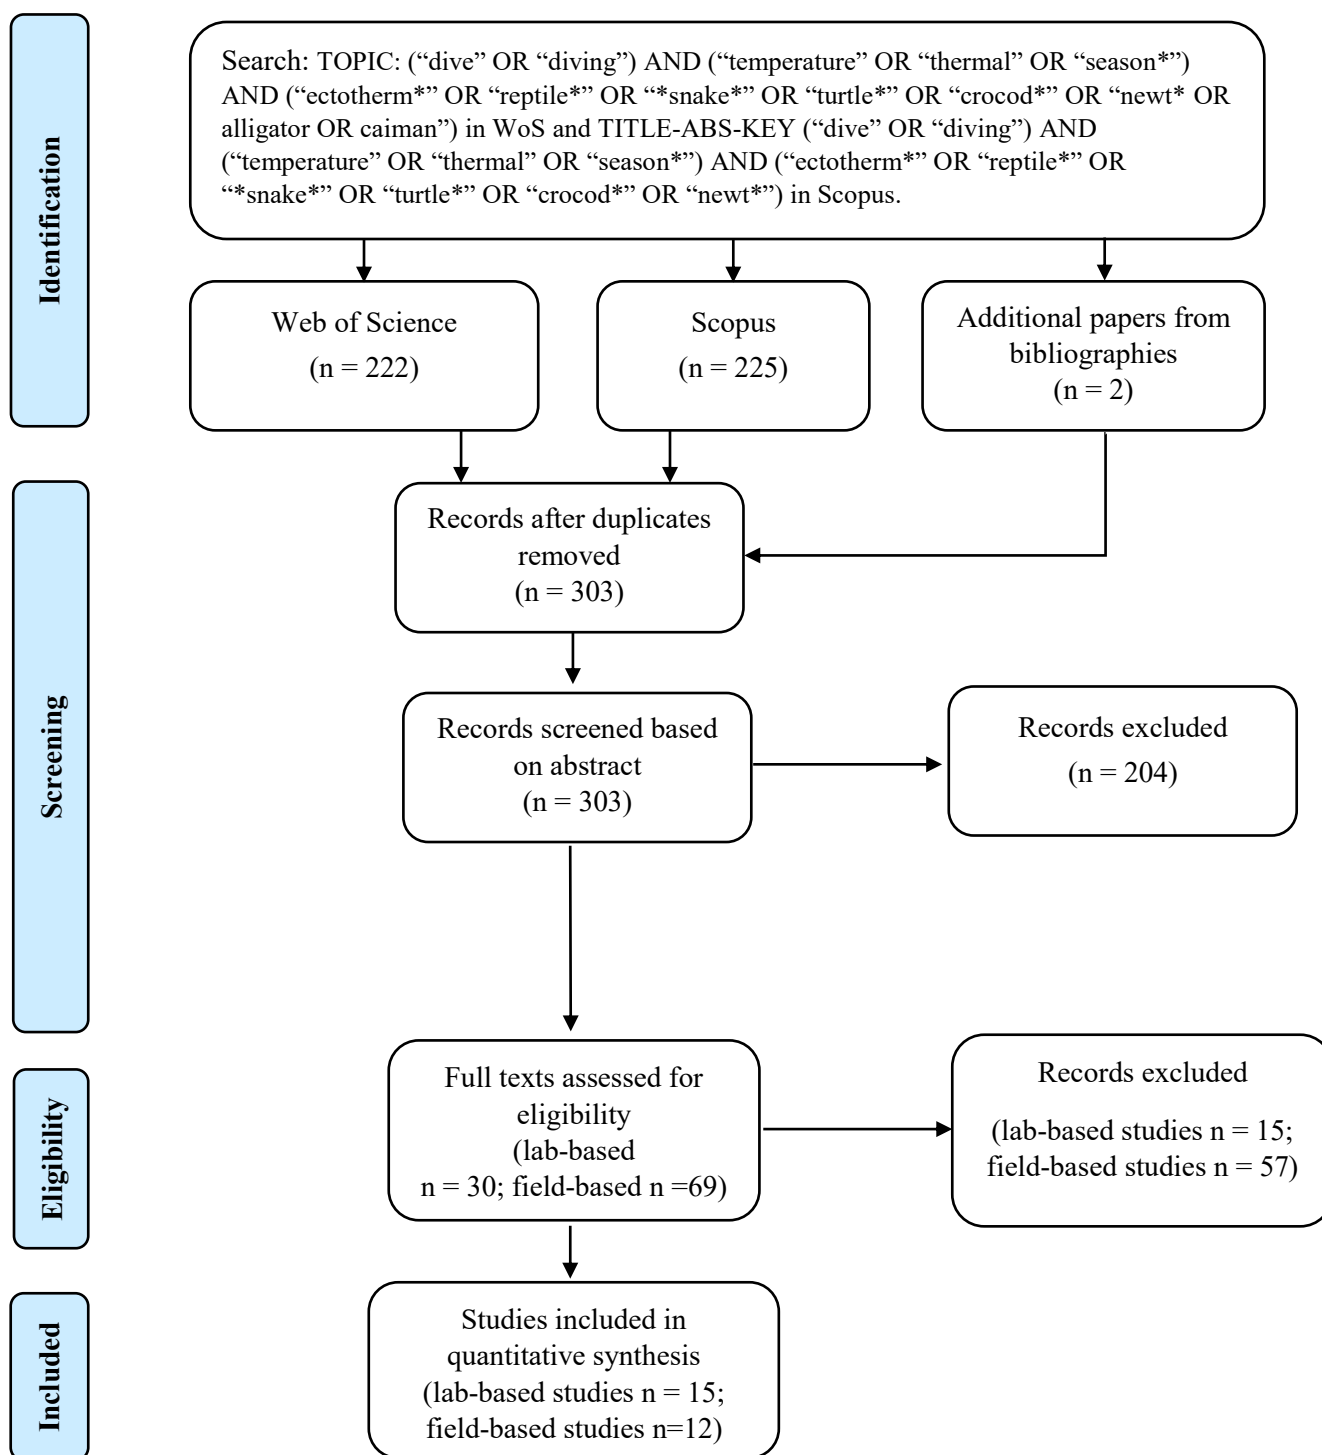 Identification
Search: TOPIC: (“dive” OR “diving”) AND (“temperature” OR “thermal” OR “season*”)
AND (“ectotherm*” OR “reptile*” OR “*snake*” OR “turtle*” OR “crocod*” OR “newt* OR
alligator OR caiman”) in WoS and TITLE-ABS-KEY (“dive” OR “diving”) AND
(“temperature” OR “thermal” OR “season*”) AND (“ectotherm*” OR “reptile*” OR
“*snake*” OR “turtle*” OR “crocod*” OR “newt*”) in Scopus.
Web of Science
(n = 222)
Scopus
(n = 225)
Additional papers from
bibliographies
(n = 2)
Screening
Records after duplicates
removed
(n = 303)
Records screened based
on abstract
(n = 303)
Records excluded
(n = 204)
Eligibility
Full texts assessed for
eligibility
(lab-based
n = 30; field-based n =69)
Records excluded
(lab-based studies n = 15;
field-based studies n = 57)
Included
Studies included in
quantitative synthesis
(lab-based studies n = 15;
field-based studies n=12)